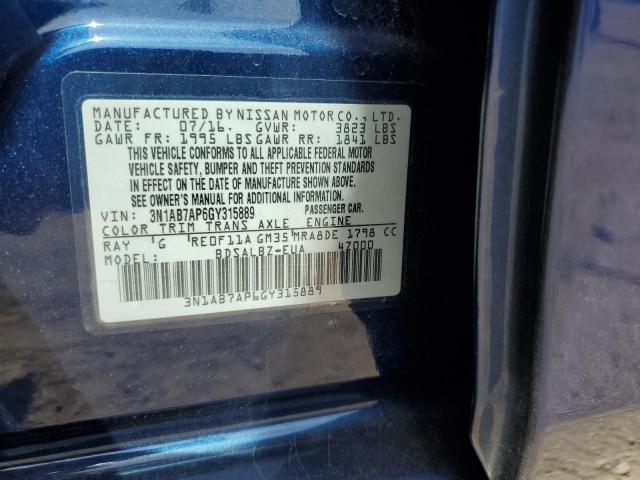 MANUFACTURED BY NISSAN MOTOR CO., LTD.
DATE: 07/16. GVWR: 3823 LBS
GAWR FR: 1995 LBS GAWR RR: 1841 LBS
THIS VEHICLE CONFORMS TO ALL APPLICABLE FEDERAL MOTOR
VEHICLE SAFETY, BUMPER AND THEFT PREVENTION STANDARDS
IN EFFECT ON THE DATE OF MANUFACTURE SHOWN ABOVE.
SEE OWNER'S MANUAL FOR ADDITIONAL INFORMATION.
VIN: 3N1AB7AP6GY315889 PASSENGER CAR.
COLOR TRIM TRANS AXLE ENGINE
RAY G RE0F11A GM35 MRA8DE 1798 CC
MODEL: BDSALBZ-EUA 47000
3N1AB7AP6GY315889